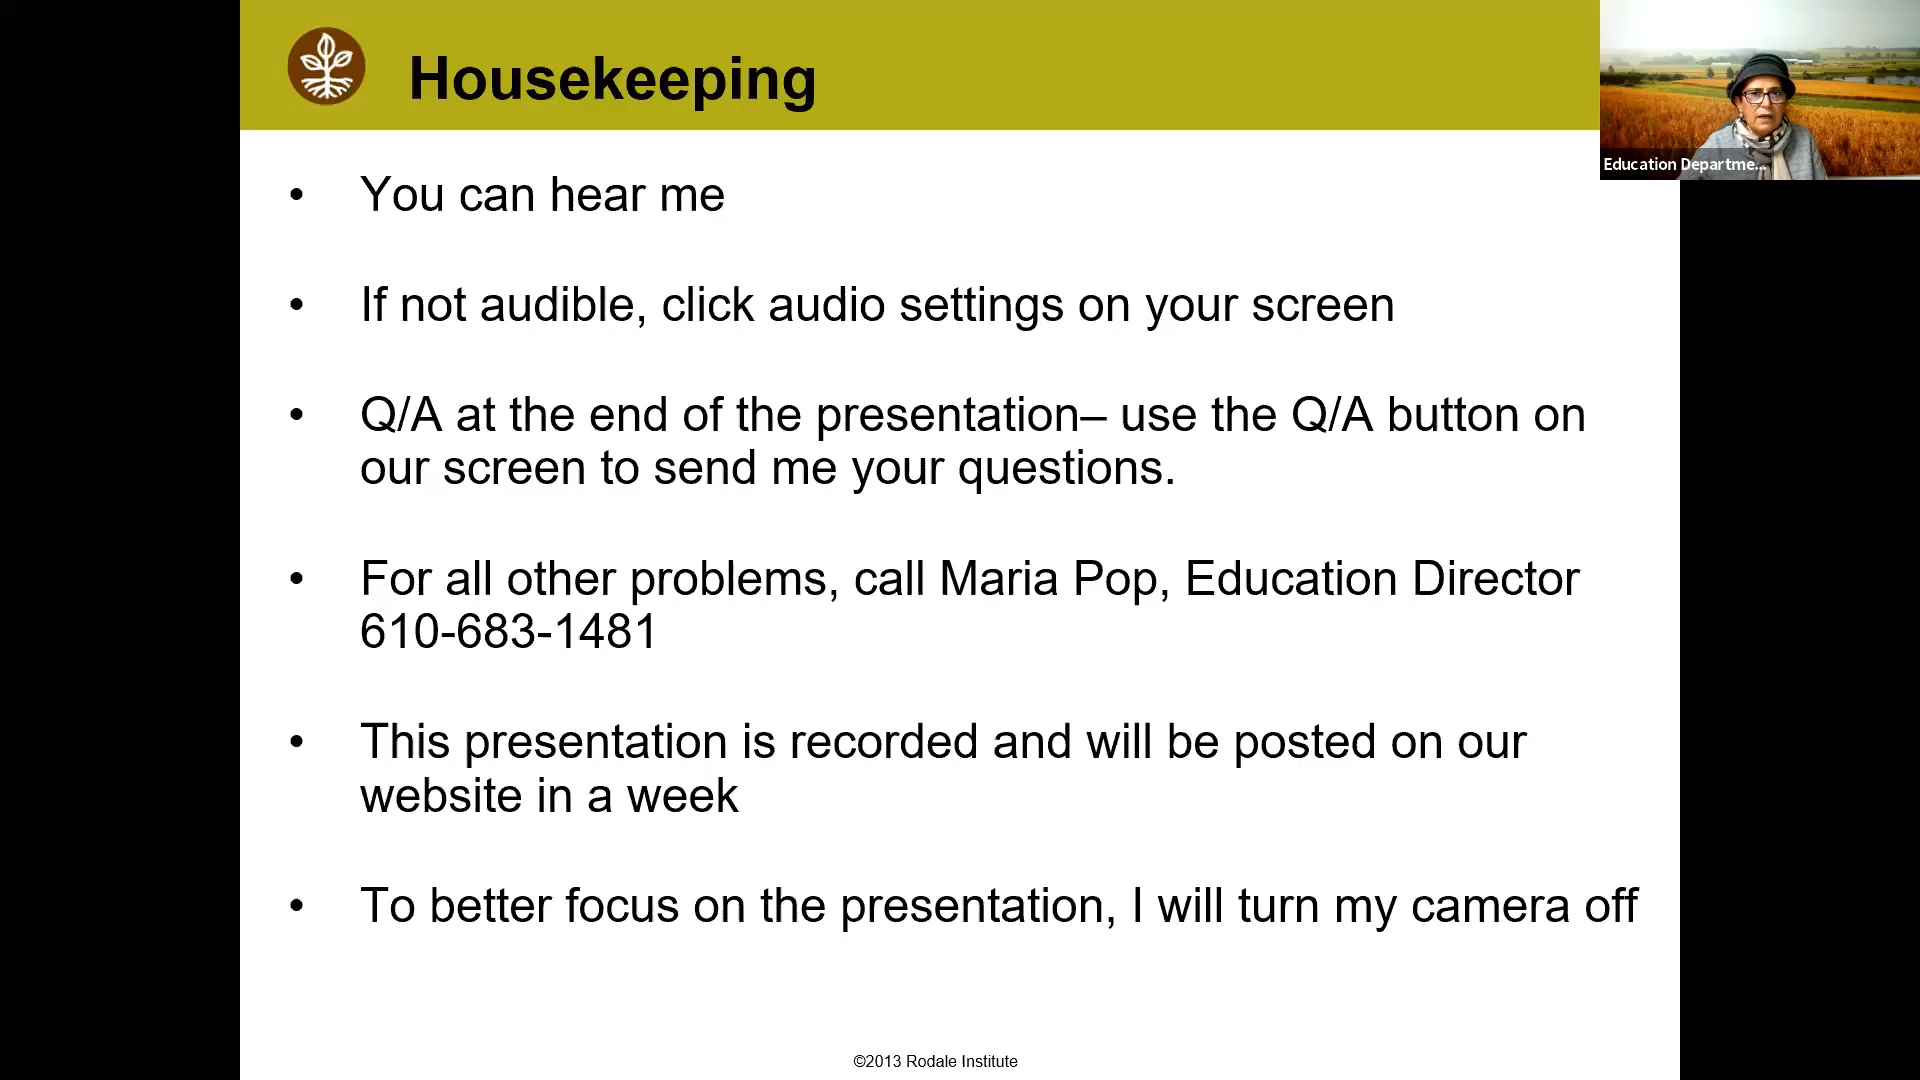 Housekeeping
Education Departme...
• You can hear me
• If not audible, click audio settings on your screen
• Q/A at the end of the presentation– use the Q/A button on
our screen to send me your questions.
• For all other problems, call Maria Pop, Education Director
610-683-1481
• This presentation is recorded and will be posted on our
website in a week
• To better focus on the presentation, I will turn my camera off
©2013 Rodale Institute